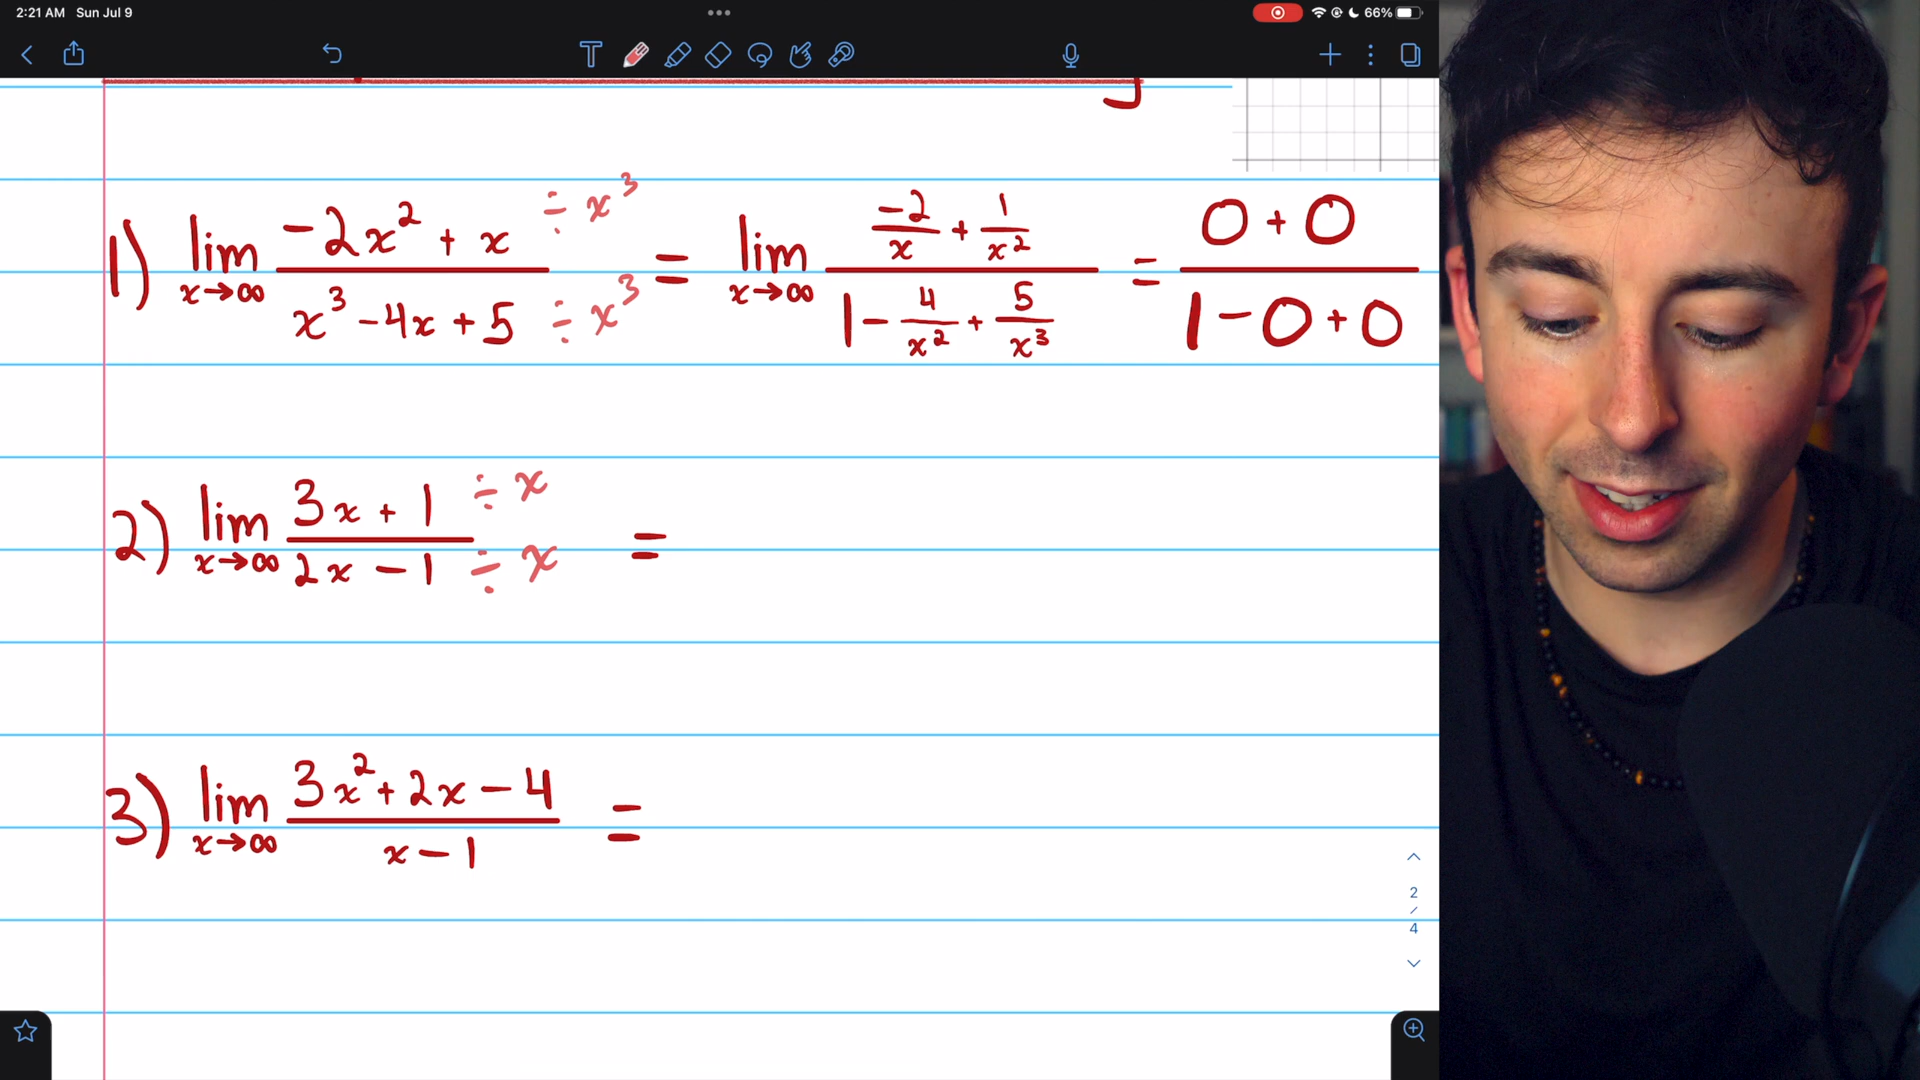 2:21 AM Sun Jul 9 66%
1) lim x→∞ (-2x² + x ÷ x³) / (x³ - 4x + 5 ÷ x³) = lim x→∞ (-2/x + 1/x²) / (1 - 4/x² + 5/x³) = (0 + 0) / (1 - 0 + 0)
2) lim x→∞ (3x + 1 ÷ x) / (2x - 1 ÷ x) =
3) lim x→∞ (3x² + 2x - 4) / (x - 1) =
2
/
4